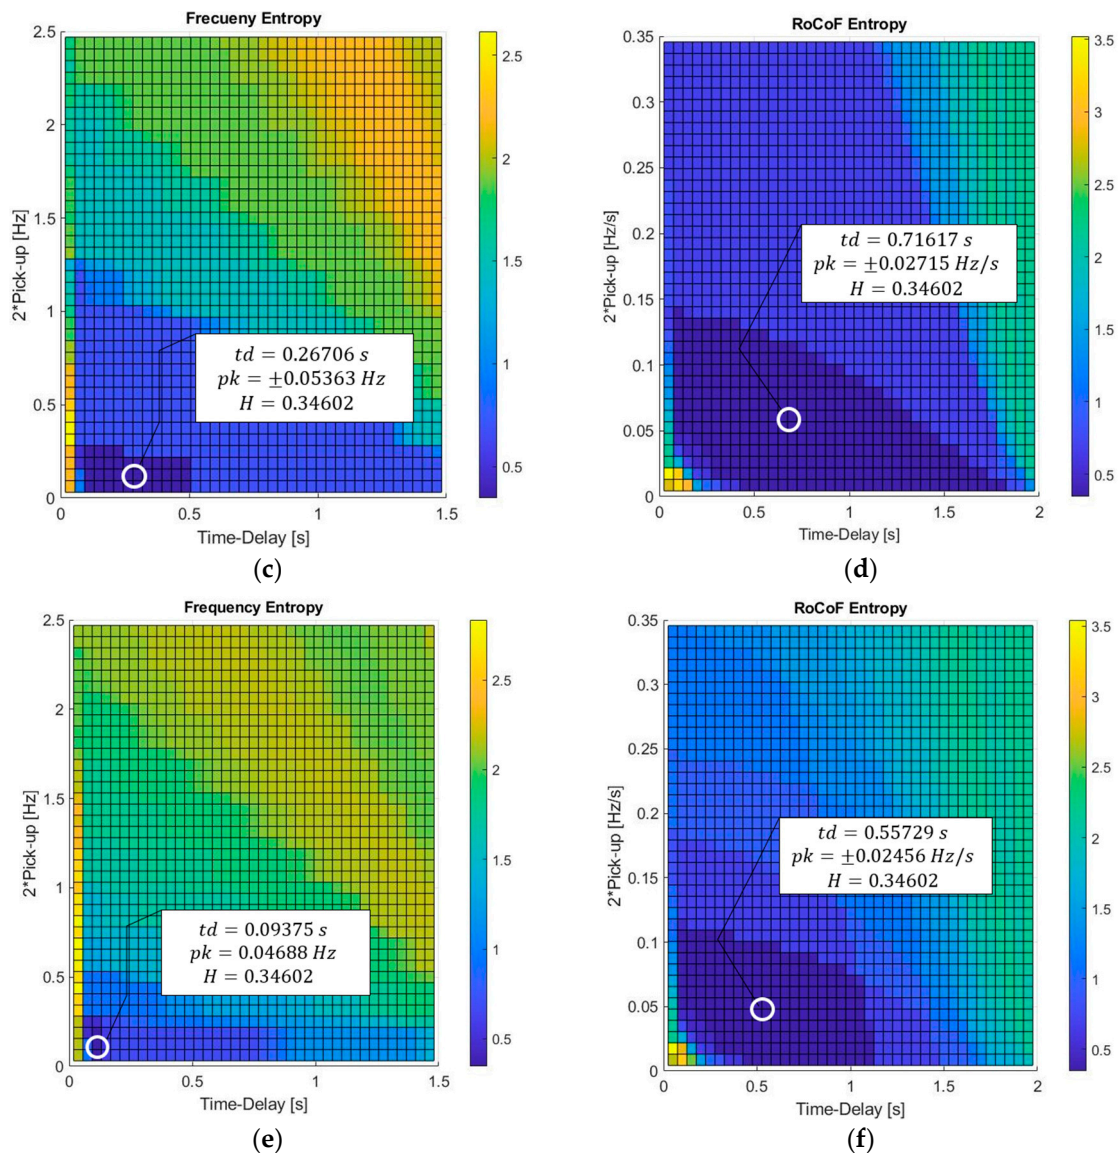 Frecueny Entropy
2.5
2
1.5
1
0.5
0
2*Pick-up [Hz]
td = 0.26706 s
pk = ±0.05363 Hz
H = 0.34602
0
0.5
1
1.5
Time-Delay [s]
2.5
2
1.5
1
0.5
(c)
RoCoF Entropy
0.35
0.3
0.25
0.2
0.15
0.1
0.05
0
2*Pick-up [Hz/s]
td = 0.71617 s
pk = ±0.02715 Hz/s
H = 0.34602
0
0.5
1
1.5
2
Time-Delay [s]
3.5
3
2.5
2
1.5
1
0.5
(d)
Frequency Entropy
2.5
2
1.5
1
0.5
0
2*Pick-up [Hz]
td = 0.09375 s
pk = 0.04688 Hz
H = 0.34602
0
0.5
1
1.5
Time-Delay [s]
2.5
2
1.5
1
0.5
(e)
RoCoF Entropy
0.35
0.3
0.25
0.2
0.15
0.1
0.05
0
2*Pick-up [Hz/s]
td = 0.55729 s
pk = ±0.02456 Hz/s
H = 0.34602
0
0.5
1
1.5
2
Time-Delay [s]
3.5
3
2.5
2
1.5
1
0.5
(f)